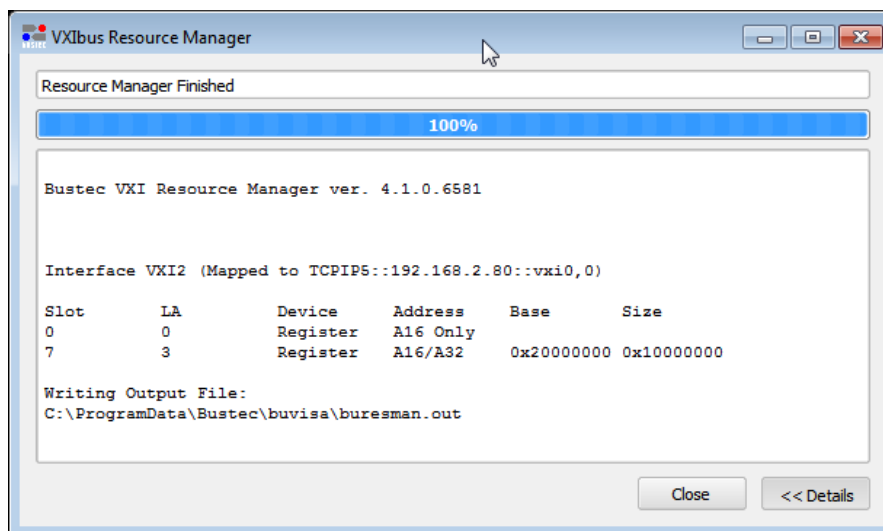 VXIbus Resource Manager
Resource Manager Finished
100%
Bustec VXI Resource Manager ver. 4.1.0.6581
Interface VXI2 (Mapped to TCPIP5::192.168.2.80::vxi0,0)
Slot LA Device Address Base Size
0 0 Register A16 Only
7 3 Register A16/A32 0x20000000 0x10000000
Writing Output File:
C:\ProgramData\Bustec\buvisa\buresman.out
Close << Details